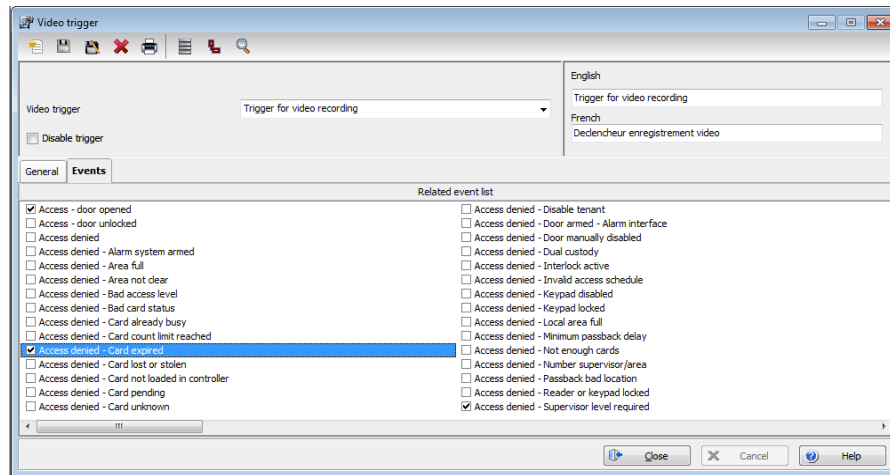 Video trigger
English
Trigger for video recording
Video trigger
Trigger for video recording
French
Declencheur enregistrement video
Disable trigger
General
Events
Related event list
Access - door opened
Access - door unlocked
Access denied
Access denied - Alarm system armed
Access denied - Area full
Access denied - Area not clear
Access denied - Bad access level
Access denied - Bad card status
Access denied - Card already busy
Access denied - Card count limit reached
Access denied - Card expired
Access denied - Card lost or stolen
Access denied - Card not loaded in controller
Access denied - Card pending
Access denied - Card unknown
Access denied - Disable tenant
Access denied - Door armed - Alarm interface
Access denied - Door manually disabled
Access denied - Dual custody
Access denied - Interlock active
Access denied - Invalid access schedule
Access denied - Keypad disabled
Access denied - Keypad locked
Access denied - Local area full
Access denied - Minimum passback delay
Access denied - Not enough cards
Access denied - Number supervisor/area
Access denied - Passback bad location
Access denied - Reader or keypad locked
Access denied - Supervisor level required
Close
Cancel
Help